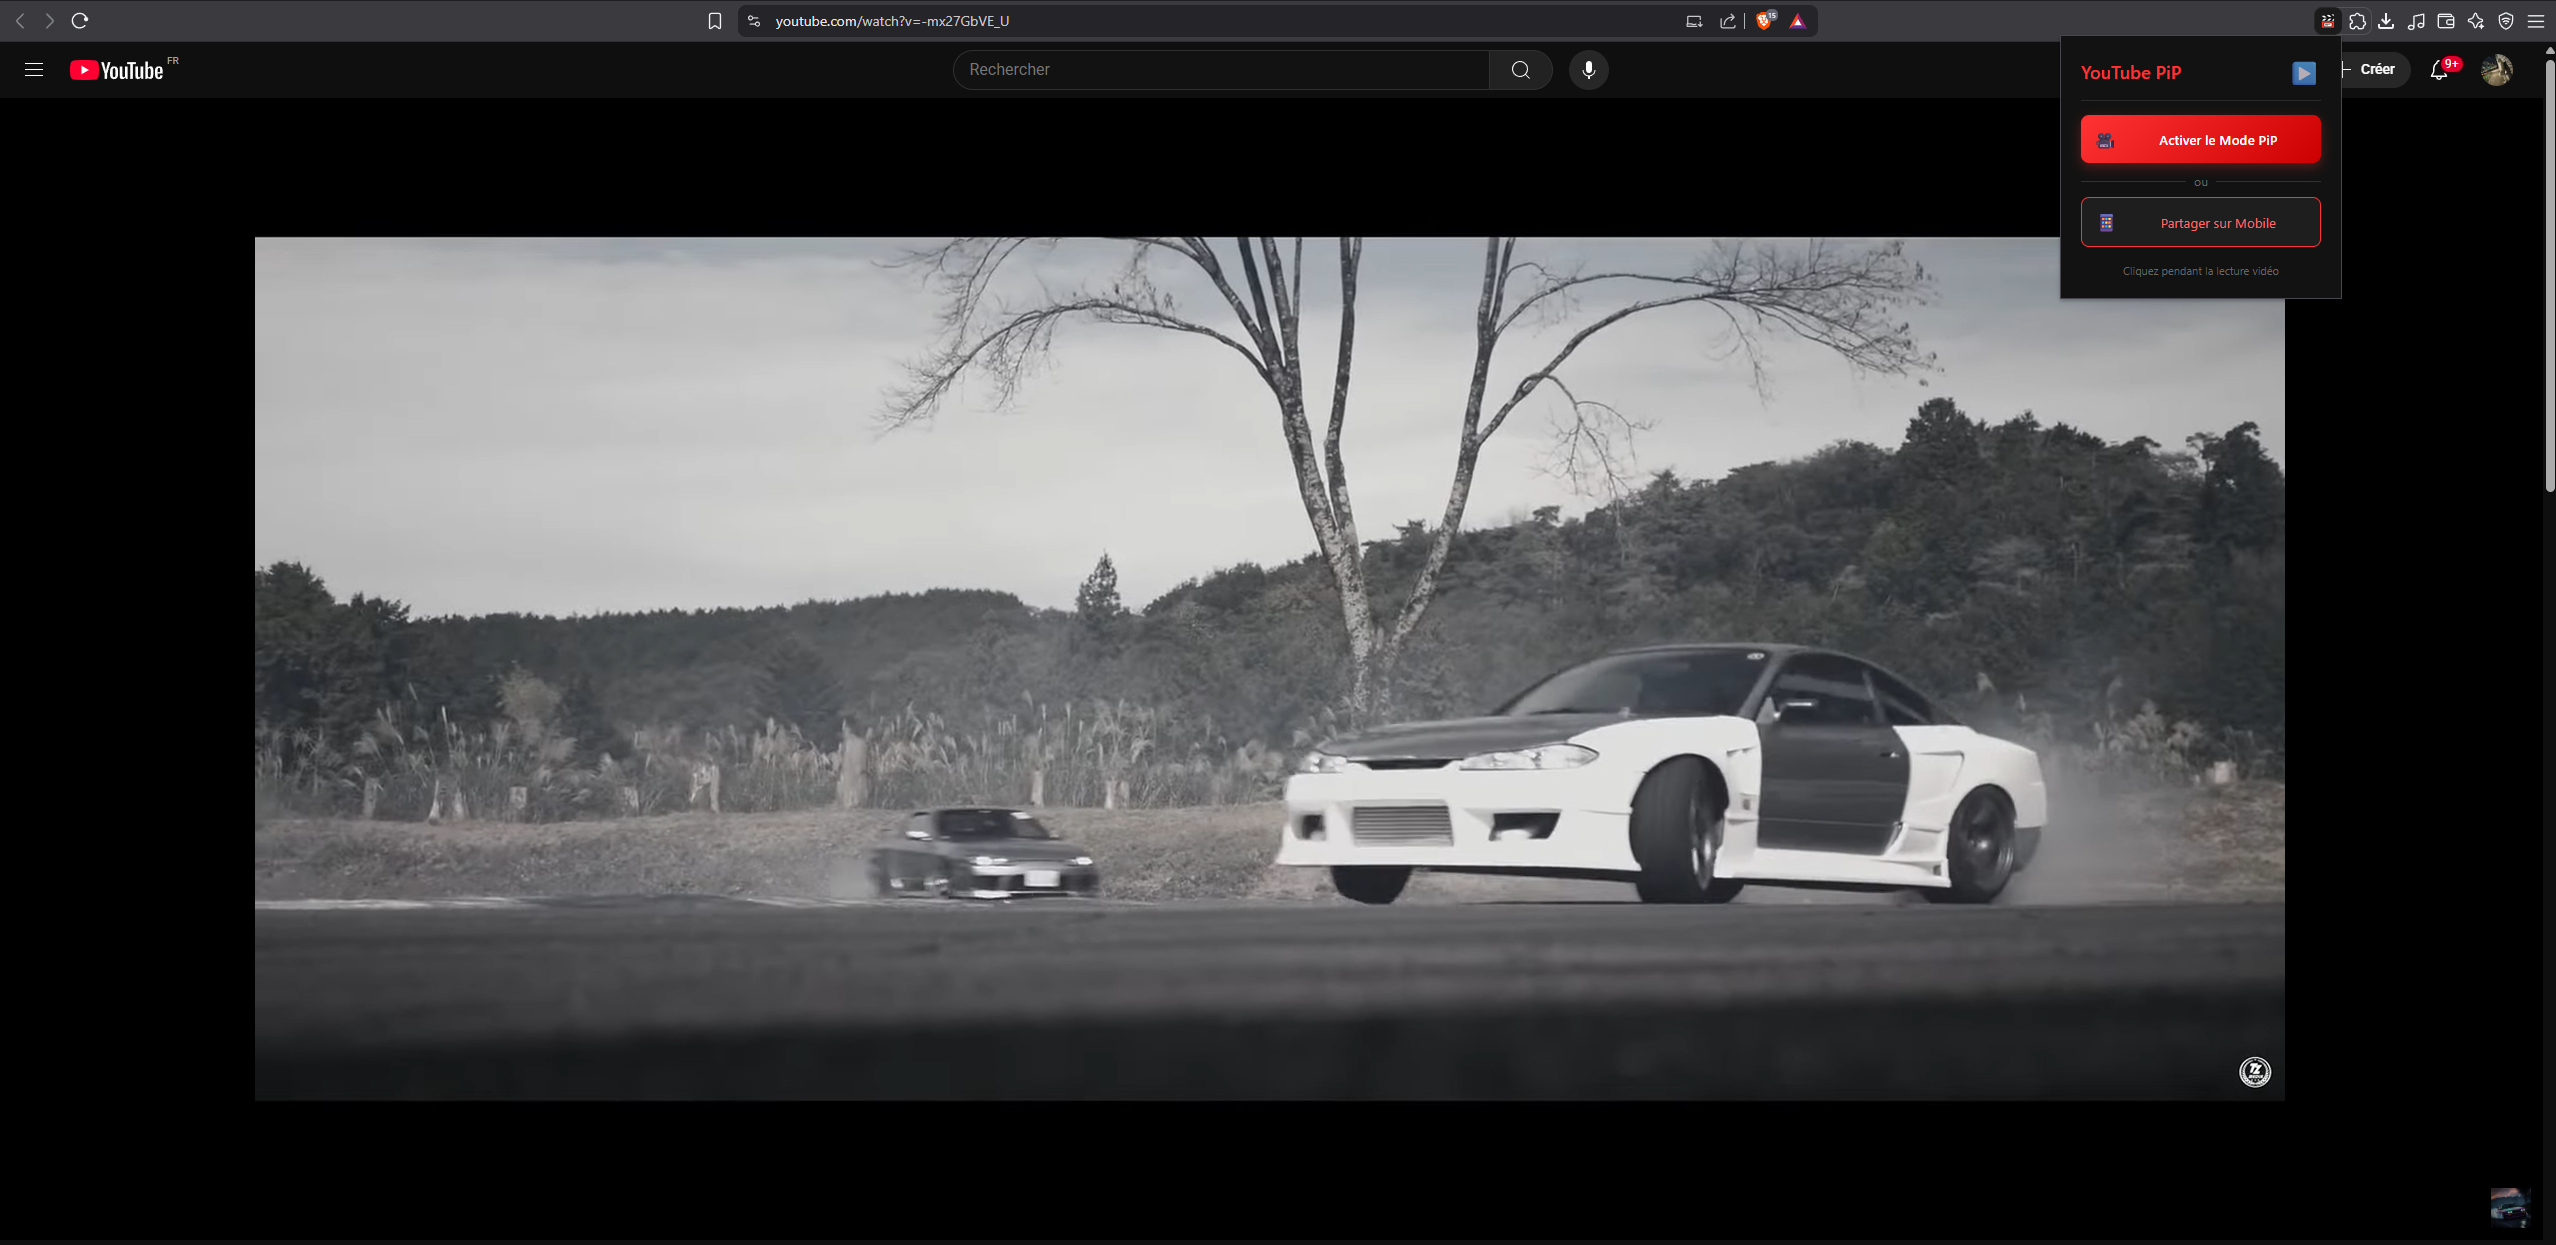 youtube.com/watch?v=-mx27GbVE_U
15
YouTube FR
Rechercher
Créer
9+
YouTube PiP
Activer le Mode PiP
ou
Partager sur Mobile
Cliquez pendant la lecture vidéo